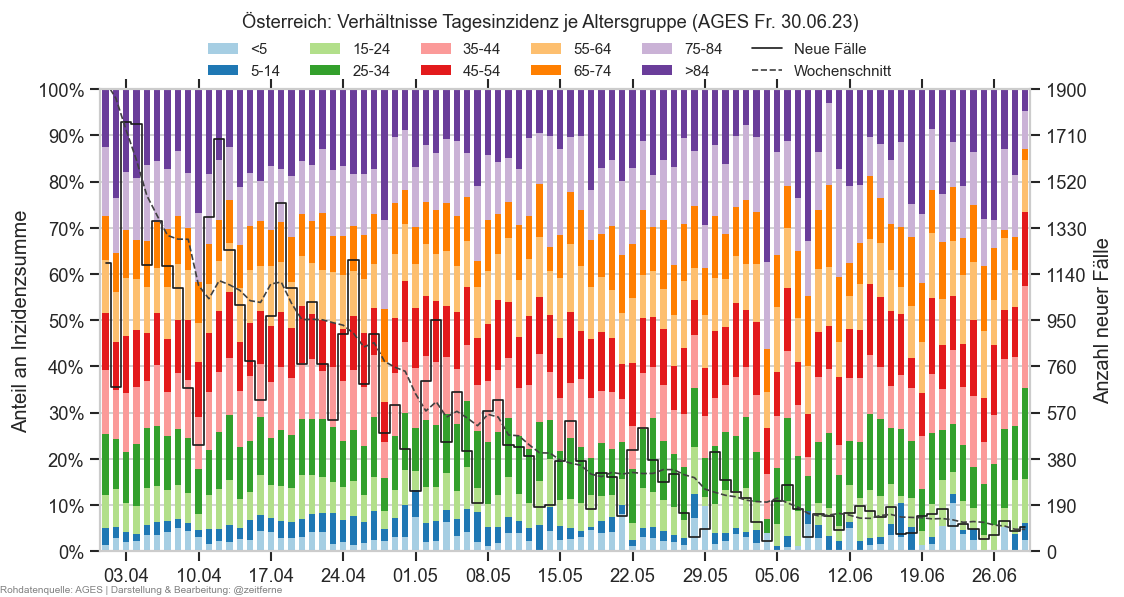 Österreich: Verhältnisse Tagesinzidenz je Altersgruppe (AGES Fr. 30.06.23)
<5 15-24 35-44 55-64 75-84 Neue Fälle
5-14 25-34 45-54 65-74 >84 Wochenschnitt
100% 1900
90% 1710
80% 1520
70% 1330
60% 1140
50% 950
40% 760
30% 570
20% 380
10% 190
0% 0
Anteil an Inzidenzsumme
Anzahl neuer Fälle
03.04 10.04 17.04 24.04 01.05 08.05 15.05 22.05 29.05 05.06 12.06 19.06 26.06
Rohdatenquelle: AGES | Darstellung & Bearbeitung: @zeitferne